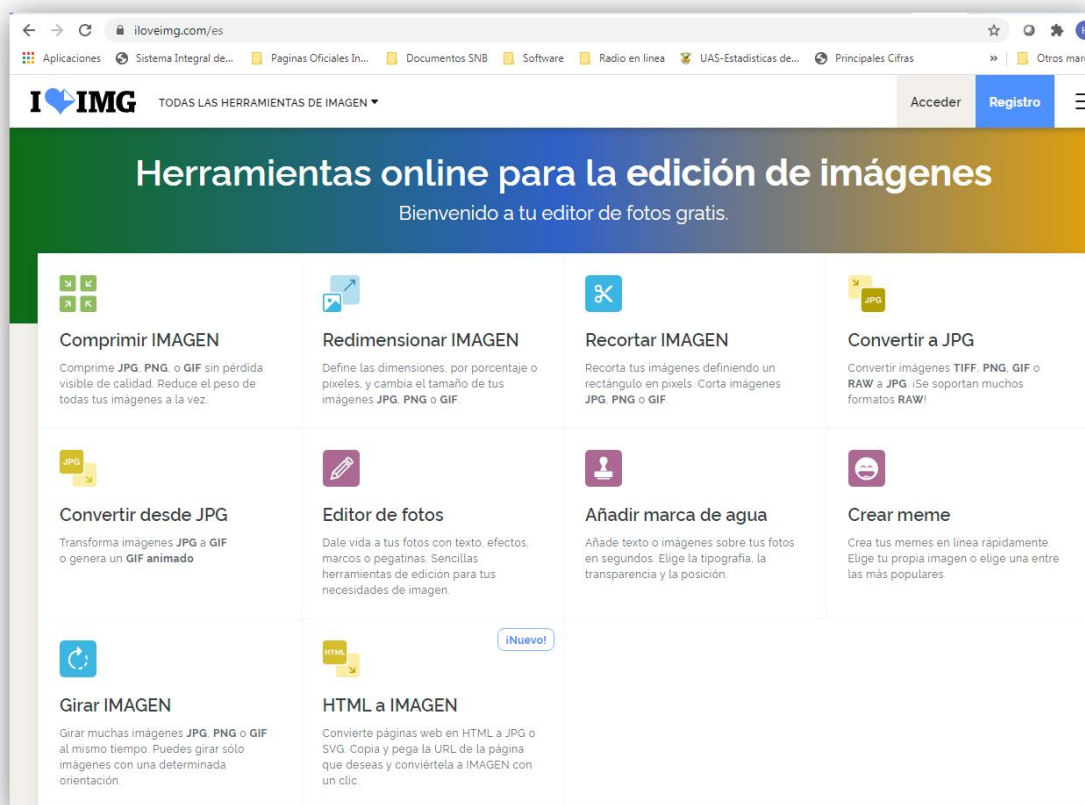 iloveimg.com/es
Aplicaciones Sistema Integral de... Paginas Oficiales In... Documentos SNB Software Radio en linea UAS-Estadisticas de... Principales Cifras » Otros mar
I IMG TODAS LAS HERRAMIENTAS DE IMAGEN Acceder Registro
Herramientas online para la edición de imágenes
Bienvenido a tu editor de fotos gratis.
Comprimir IMAGEN
Comprime JPG, PNG, o GIF sin pérdida
visible de calidad. Reduce el peso de
todas tus imágenes a la vez.
Redimensionar IMAGEN
Define las dimensiones, por porcentaje o
píxeles, y cambia el tamaño de tus
imágenes JPG, PNG o GIF.
Recortar IMAGEN
Recorta tus imágenes definiendo un
rectángulo en pixels. Corta imágenes
JPG, PNG o GIF.
JPG
Convertir a JPG
Convertir imágenes TIFF, PNG, GIF o
RAW a JPG. ¡Se soportan muchos
formatos RAW!
JPG
Convertir desde JPG
Transforma imágenes JPG a GIF
o genera un GIF animado
Editor de fotos
Dale vida a tus fotos con texto, efectos,
marcos o pegatinas. Sencillas
herramientas de edición para tus
necesidades de imagen.
Añadir marca de agua
Añade texto o imágenes sobre tus fotos
en segundos. Elige la tipografía, la
transparencia y la posición.
Crear meme
Crea tus memes en línea rápidamente.
Elige tu propia imagen o elige una entre
las más populares.
Girar IMAGEN
Girar muchas imágenes JPG, PNG o GIF
al mismo tiempo. Puedes girar sólo
imágenes con una determinada
orientación.
¡Nuevo!
HTML
HTML a IMAGEN
Convierte páginas web en HTML a JPG o
SVG. Copia y pega la URL de la página
que deseas y conviértela a IMAGEN con
un clic.